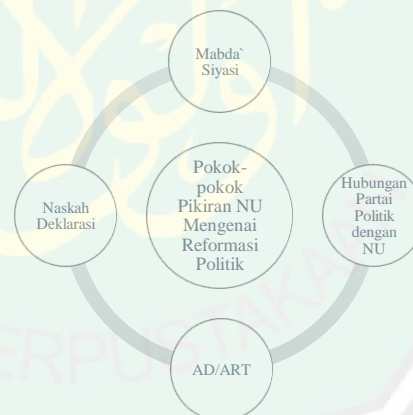 Mabda`
Siyasi
Pokok-
pokok
Pikiran NU
Mengenai
Reformasi
Politik
Hubungan
Partai
Politik
dengan
NU
Naskah
Deklarasi
AD/ART